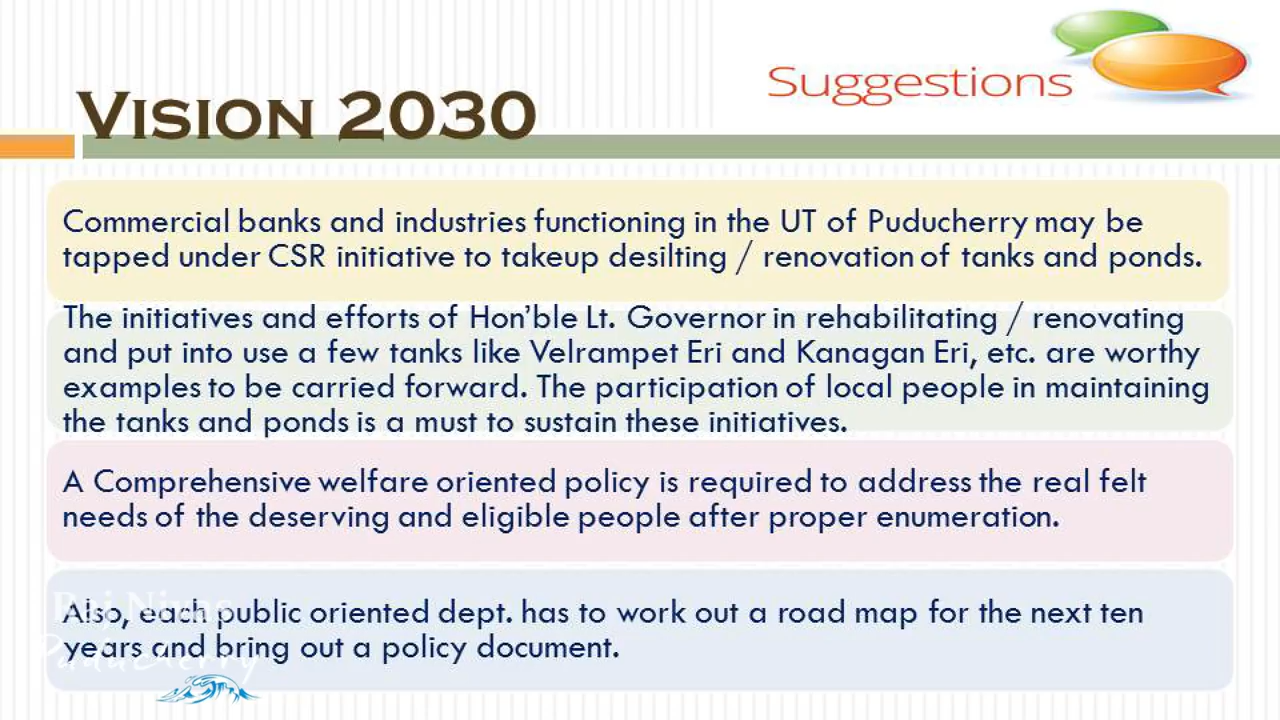 Suggestions
Vision 2030
Commercial banks and industries functioning in the UT of Puducherry may be
tapped under CSR initiative to takeup desilting / renovation of tanks and ponds.
The initiatives and efforts of Hon’ble Lt. Governor in rehabilitating / renovating
and put into use a few tanks like Velrampet Eri and Kanagan Eri, etc. are worthy
examples to be carried forward. The participation of local people in maintaining
the tanks and ponds is a must to sustain these initiatives.
A Comprehensive welfare oriented policy is required to address the real felt
needs of the deserving and eligible people after proper enumeration.
Also, each public oriented dept. has to work out a road map for the next ten
years and bring out a policy document.
Raj Nivas
Puducherry